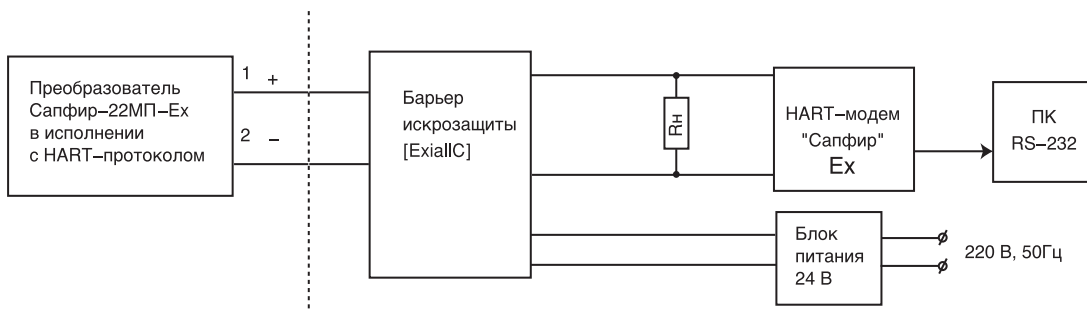 Преобразователь
Сапфир–22МП–Ех
в исполнении
с HART–протоколом
1 +
2 –
Барьер
искрозащиты
[ExiaIIC]
Rн
HART–модем
"Сапфир"
Ex
ПК
RS–232
Блок
питания
24 В
220 В, 50Гц